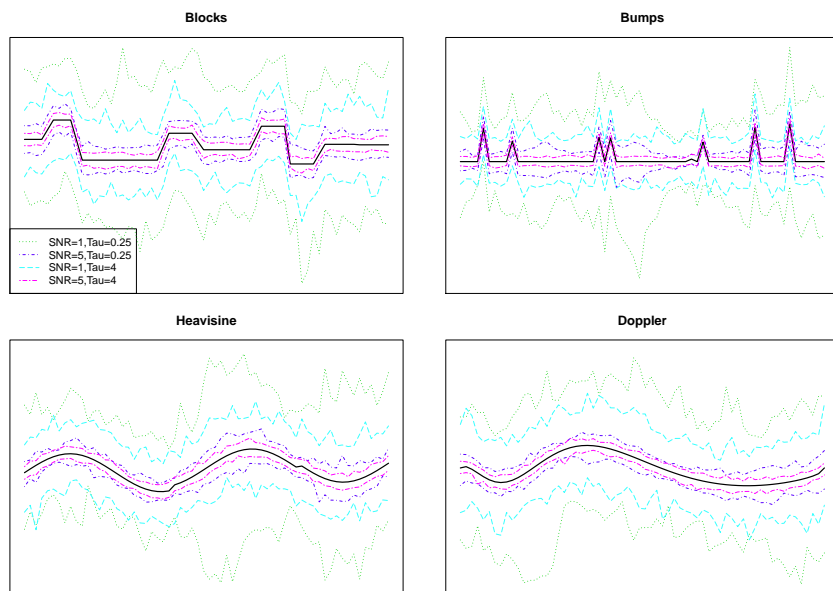 Blocks
Bumps
SNR=1,Tau=0.25
SNR=5,Tau=0.25
SNR=1,Tau=4
SNR=5,Tau=4
Heavisine
Doppler